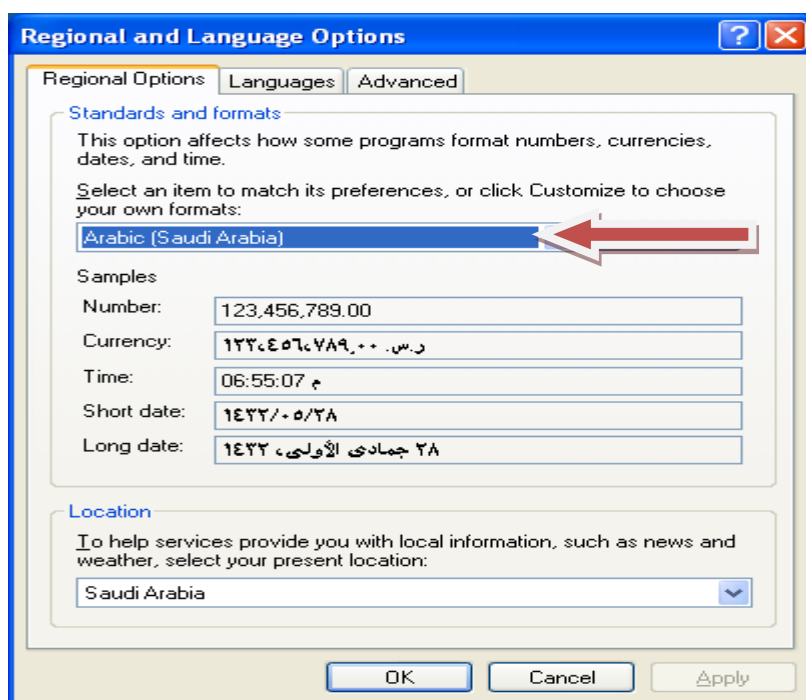 Regional and Language Options
Regional Options Languages Advanced
Standards and formats
This option affects how some programs format numbers, currencies,
dates, and time.
Select an item to match its preferences, or click Customize to choose
your own formats:
Arabic (Saudi Arabia)
Samples
Number: 123,456,789.00
Currency: ر.س. ١٢٣،٤٥٦،٧٨٩,٠٠
Time: 06:55:07 م
Short date: ١٤٣٢/٠٥/٢٨
Long date: ٢٨ جمادى الأولى، ١٤٣٢
Location
To help services provide you with local information, such as news and
weather, select your present location:
Saudi Arabia
OK Cancel Apply